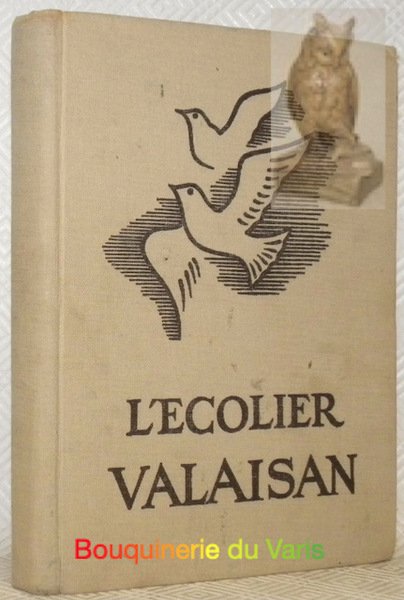 L'ECOLIER
VALAISAN
Bouquinerie du Varis